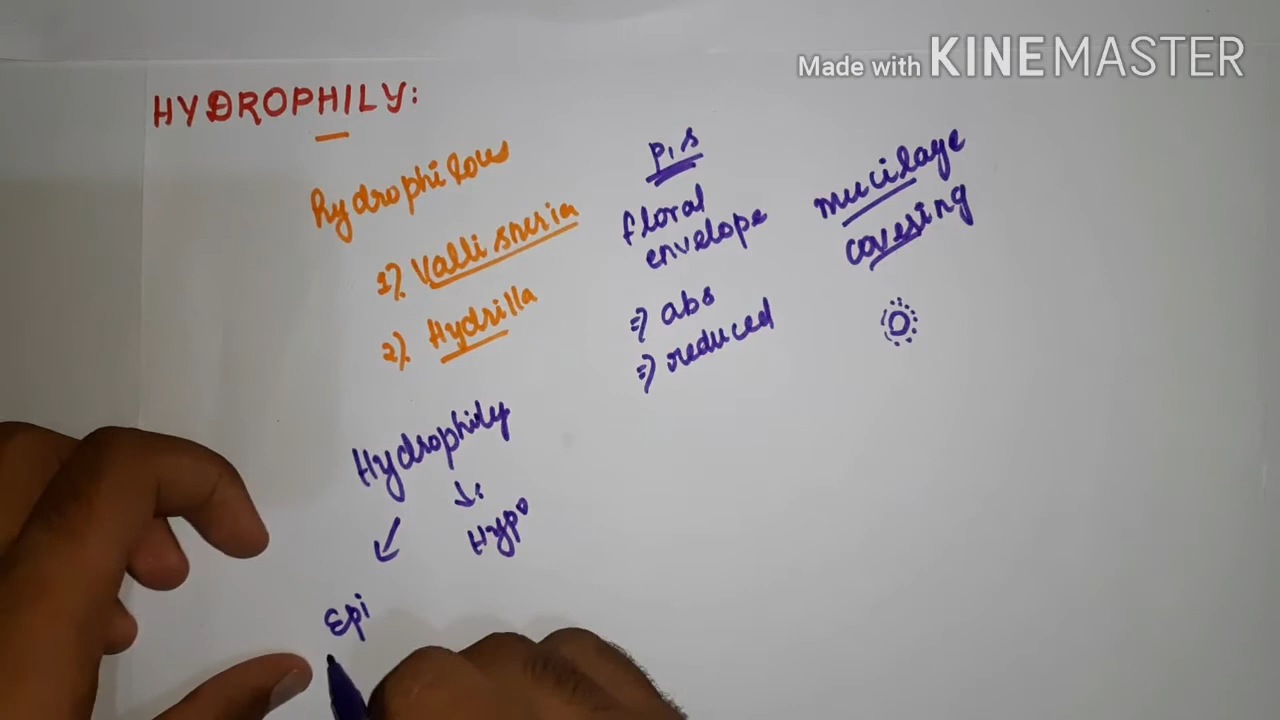 Made with KINEMASTER
HYDROPHILY:
hydrophilous
1) Vallisneria
2) Hydrilla
P, s
floral
envelope
=) abs
=) reduced
mucilage
covering
Hydrophily
Hypo
Epi